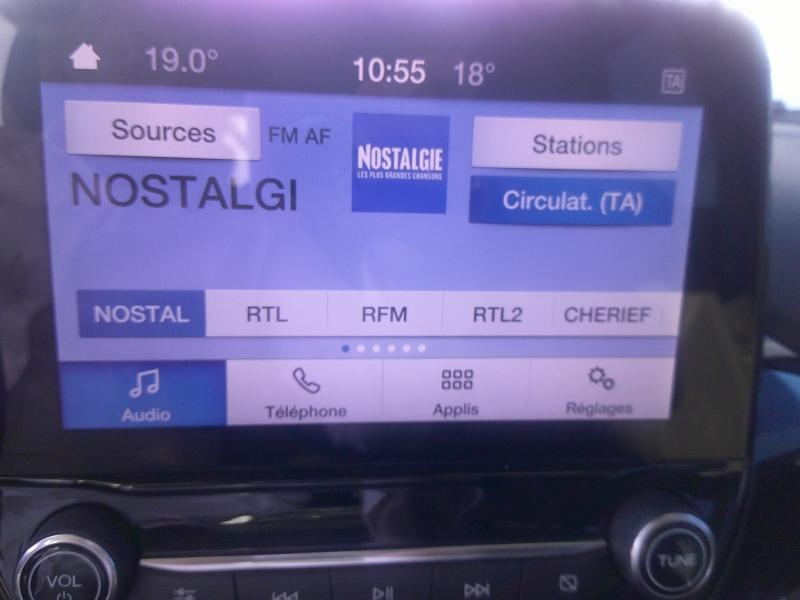 19.0° 10:55 18° TA
Sources FM AF NOSTALGIE Stations
LES PLUS GRANDES CHANSONS
NOSTALGI Circulat. (TA)
NOSTAL RTL RFM RTL2 CHERIEF
Audio Téléphone Applis Réglages
VOL TUNE